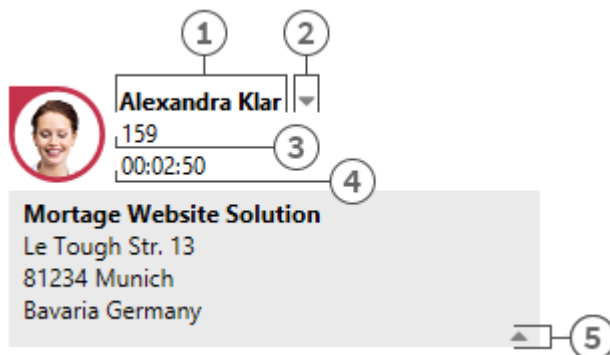 1 2
Alexandra Klar
159
3
00:02:50
4
Mortage Website Solution
Le Tough Str. 13
81234 Munich
Bavaria Germany
5